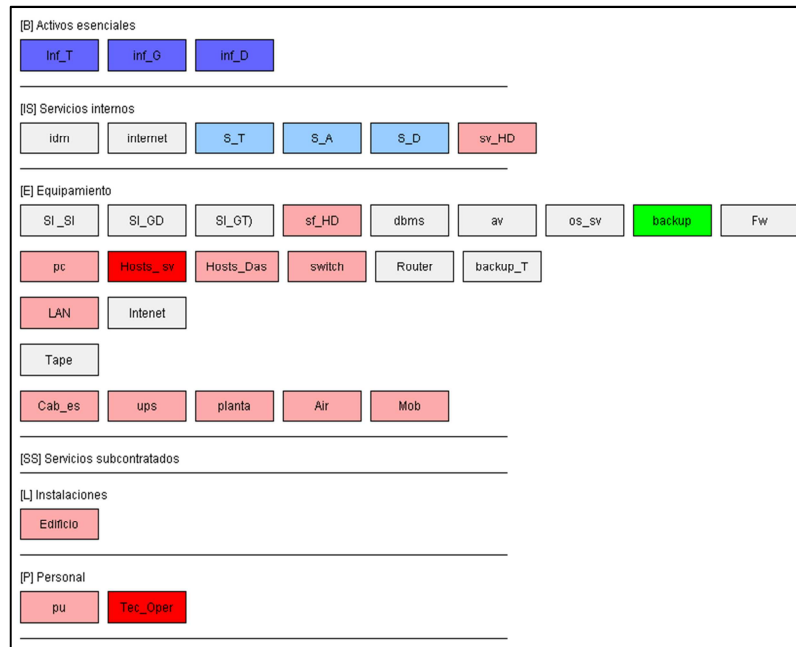 [B] Activos esenciales
Inf_T inf_G inf_D
[IS] Servicios internos
idm internet S_T S_A S_D sv_HD
[E] Equipamiento
SI_SI SI_GD SI_GT) sf_HD dbms av os_sv backup Fw
pc Hosts_sv Hosts_Das switch Router backup_T
LAN Intenet
Tape
Cab_es ups planta Air Mob
[SS] Servicios subcontratados
[L] Instalaciones
Edificio
[P] Personal
pu Tec_Oper